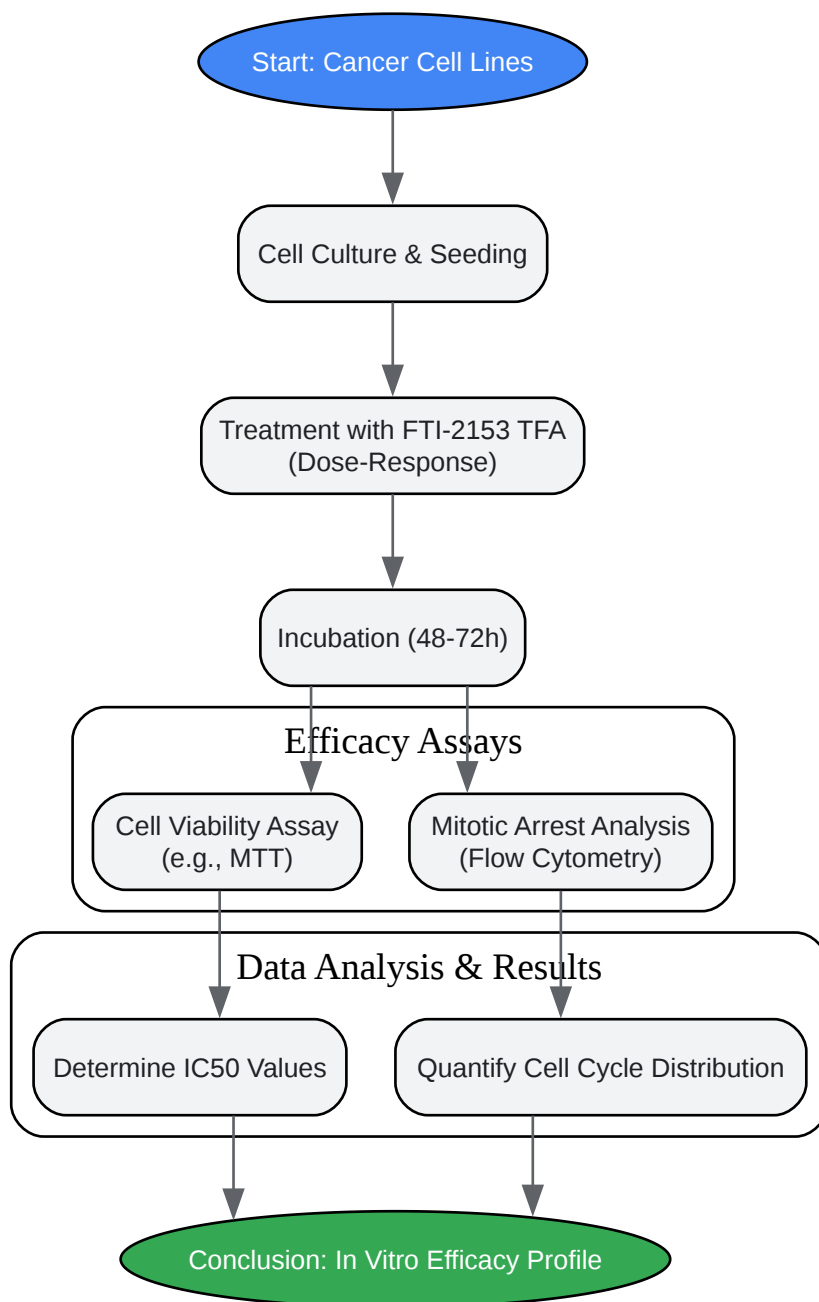 Start: Cancer Cell Lines
Cell Culture & Seeding
Treatment with FTI-2153 TFA
(Dose-Response)
Incubation (48-72h)
Efficacy Assays
Cell Viability Assay
(e.g., MTT)
Mitotic Arrest Analysis
(Flow Cytometry)
Data Analysis & Results
Determine IC50 Values
Quantify Cell Cycle Distribution
Conclusion: In Vitro Efficacy Profile